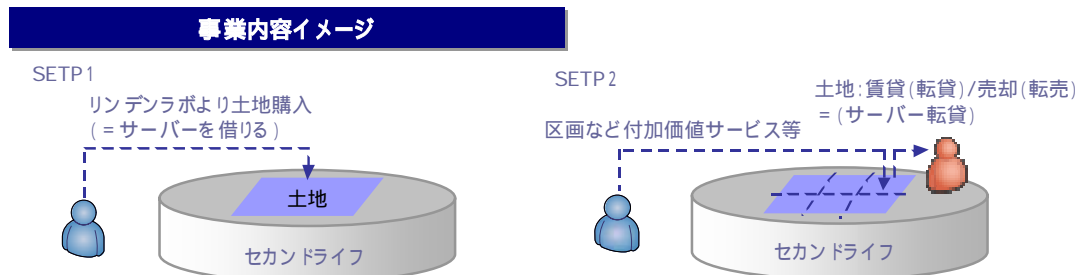 事業内容イメージ
SETP1
リンデンラボより土地購入
(=サーバーを借りる)
土地
セカンドライフ
SETP2
土地:賃貸(転貸)/売却(転売)
=(サーバー転貸)
区画など付加価値サービス等
セカンドライフ